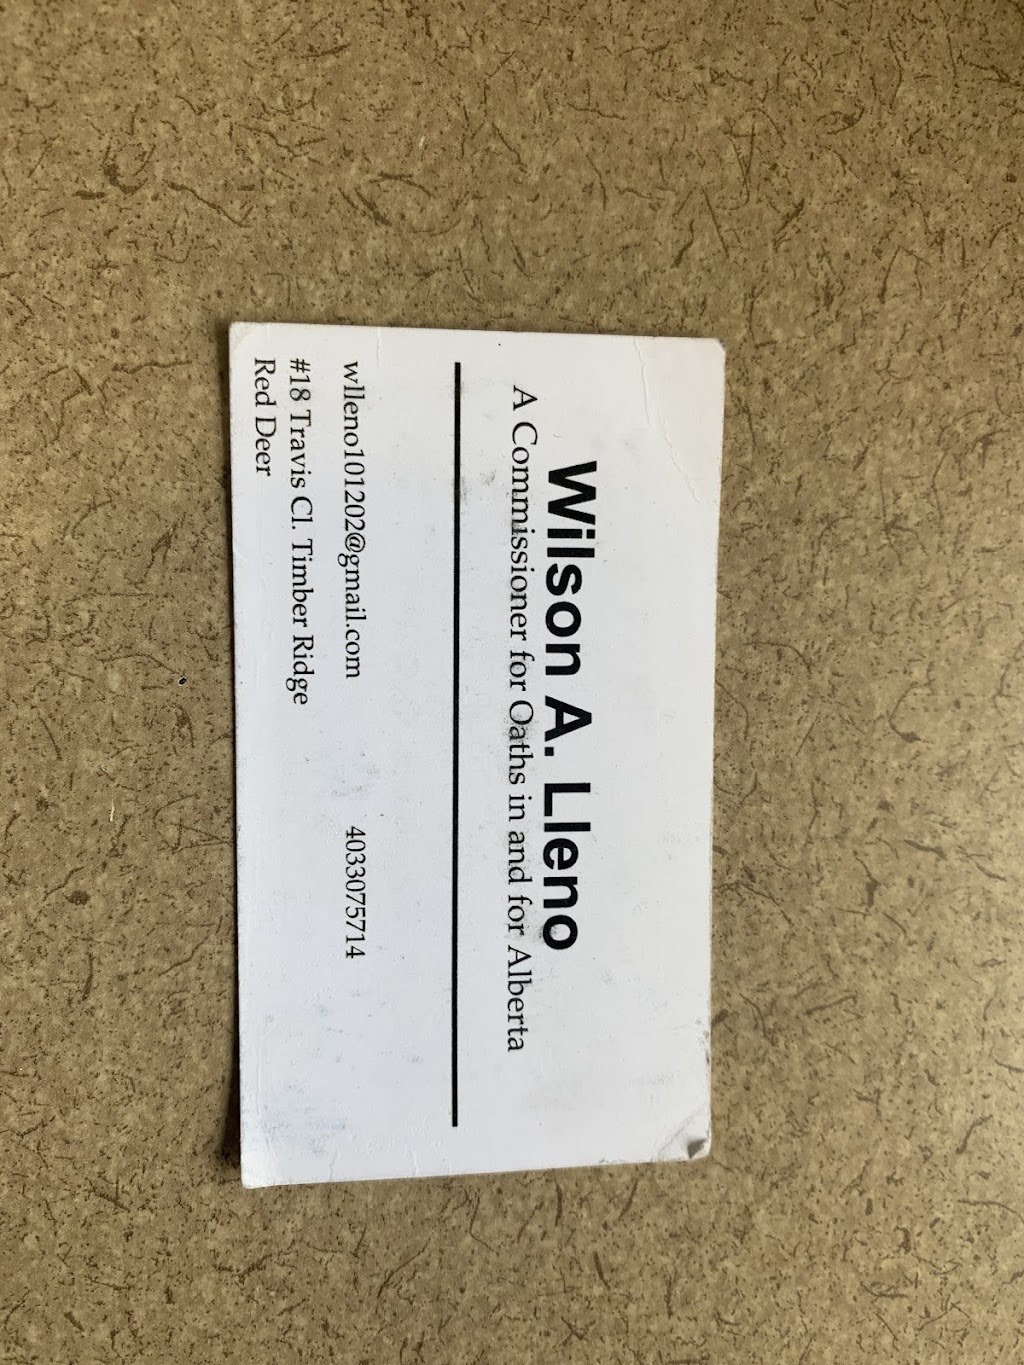 Wilson A. Lleno
A Commissioner for Oaths in and for Alberta
wlleno101202@gmail.com 4033075714
#18 Travis Cl. Timber Ridge
Red Deer